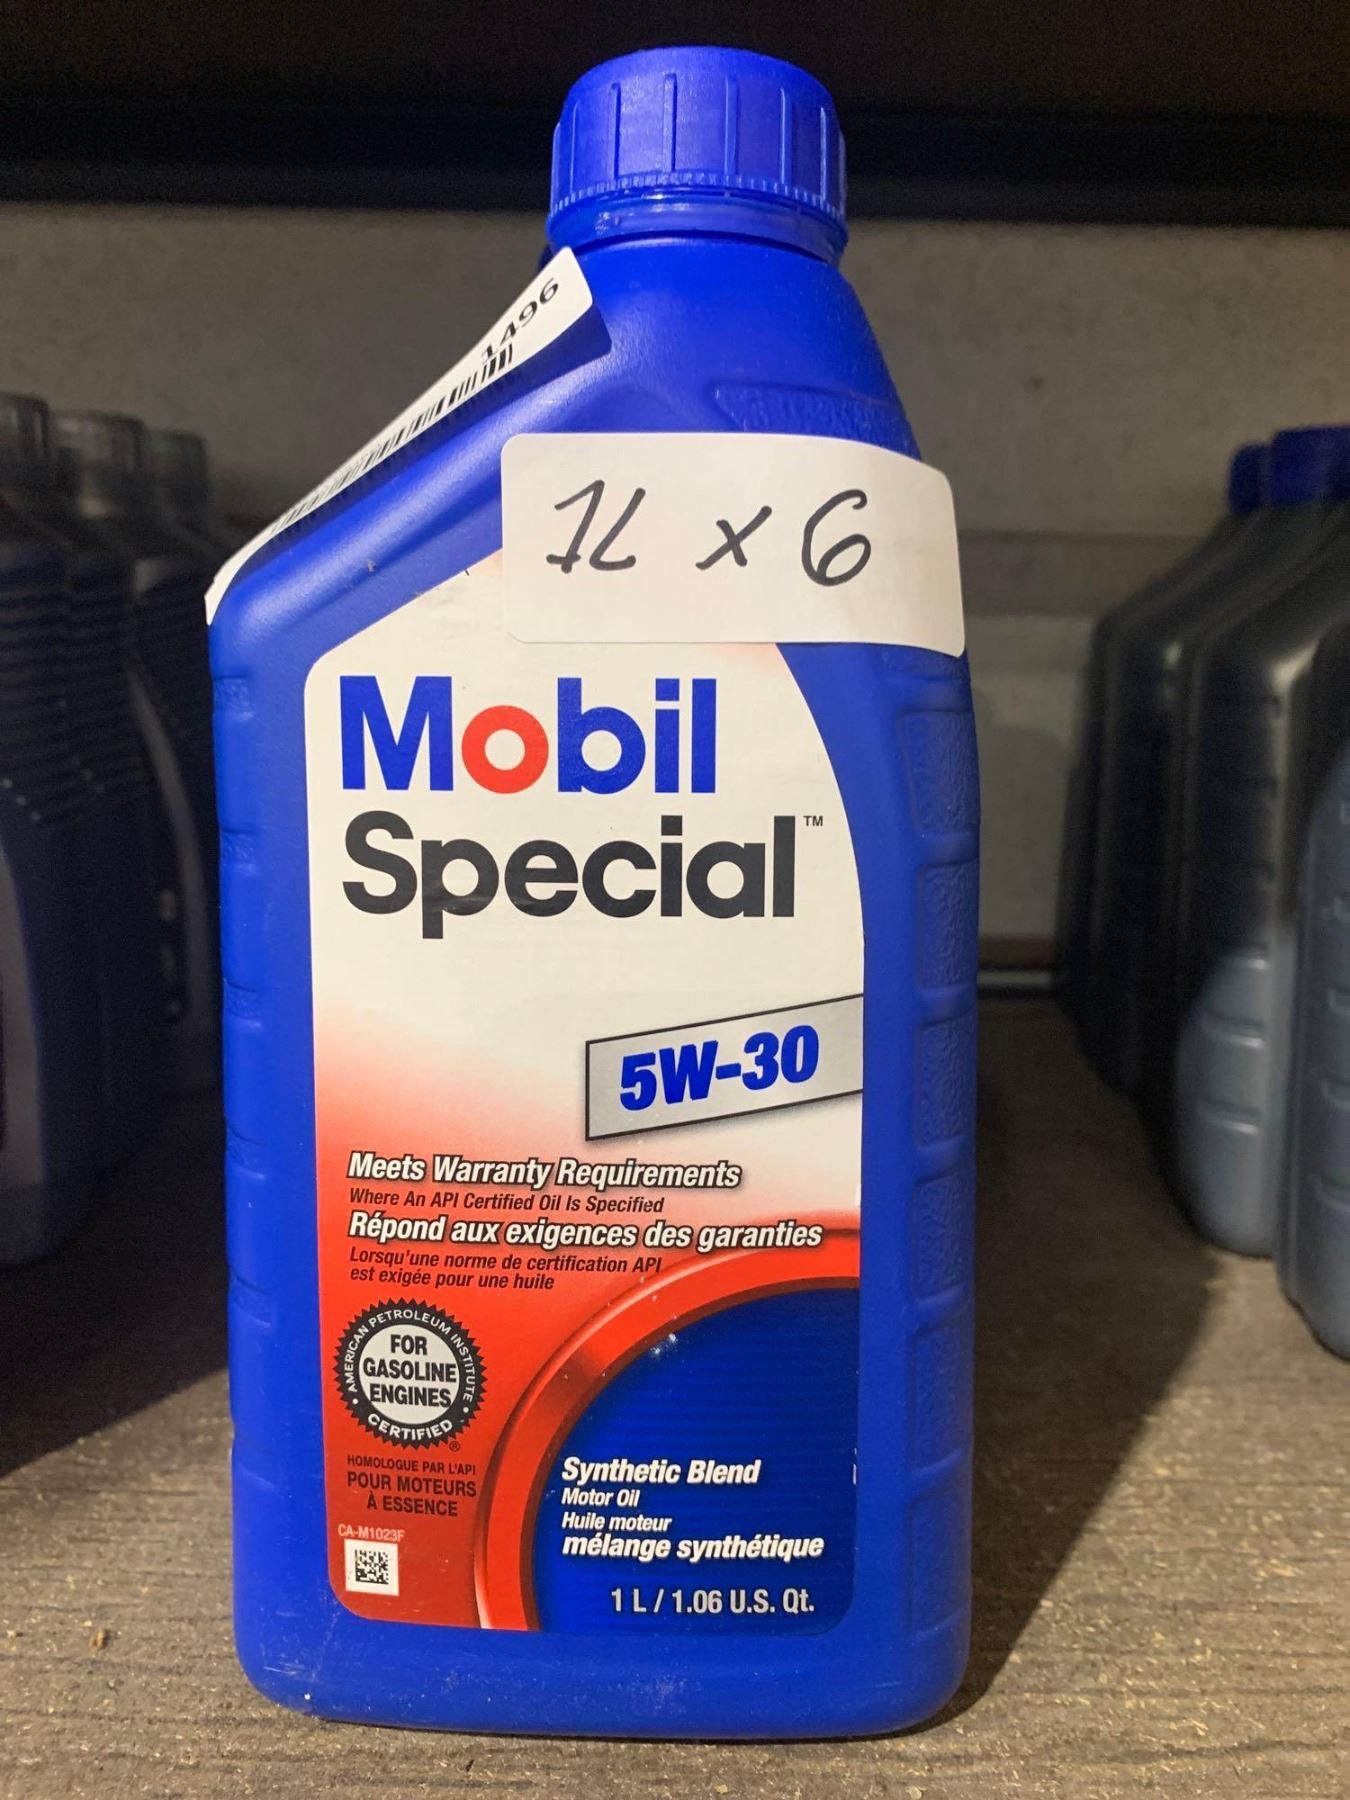 1496
1L x 6
Mobil
Special™
5W-30
Meets Warranty Requirements
Where An API Certified Oil Is Specified
Répond aux exigences des garanties
Lorsqu'une norme de certification API
est exigée pour une huile
AMERICAN PETROLEUM INSTITUTE
FOR
GASOLINE
ENGINES
CERTIFIED
®
HOMOLOGUE PAR L'API
POUR MOTEURS
À ESSENCE
CA-M1023F
Synthetic Blend
Motor Oil
Huile moteur
mélange synthétique
1 L / 1.06 U.S. Qt.